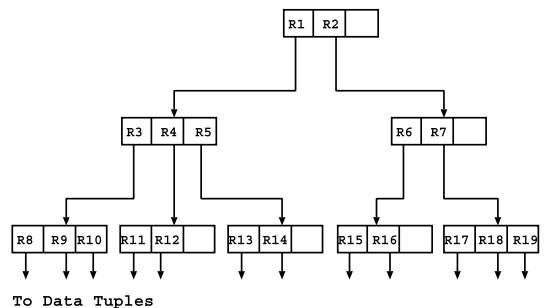 R1 R2
R3 R4 R5 R6 R7
R8 R9 R10 R11 R12 R13 R14 R15 R16 R17 R18 R19
To Data Tuples